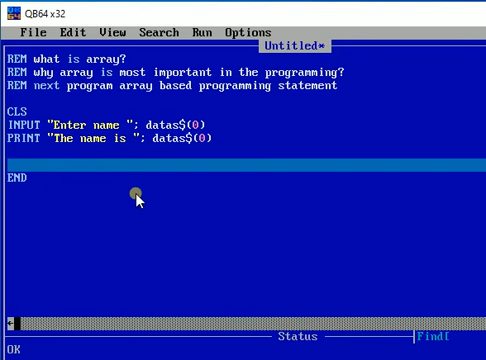 QB64 x32
File Edit View Search Run Options
Untitled*
REM what is array?
REM why array is most important in the programming?
REM next program array based programming statement
CLS
INPUT "Enter name "; datas$(0)
PRINT "The name is "; datas$(0)
END
Status
Find[
OK